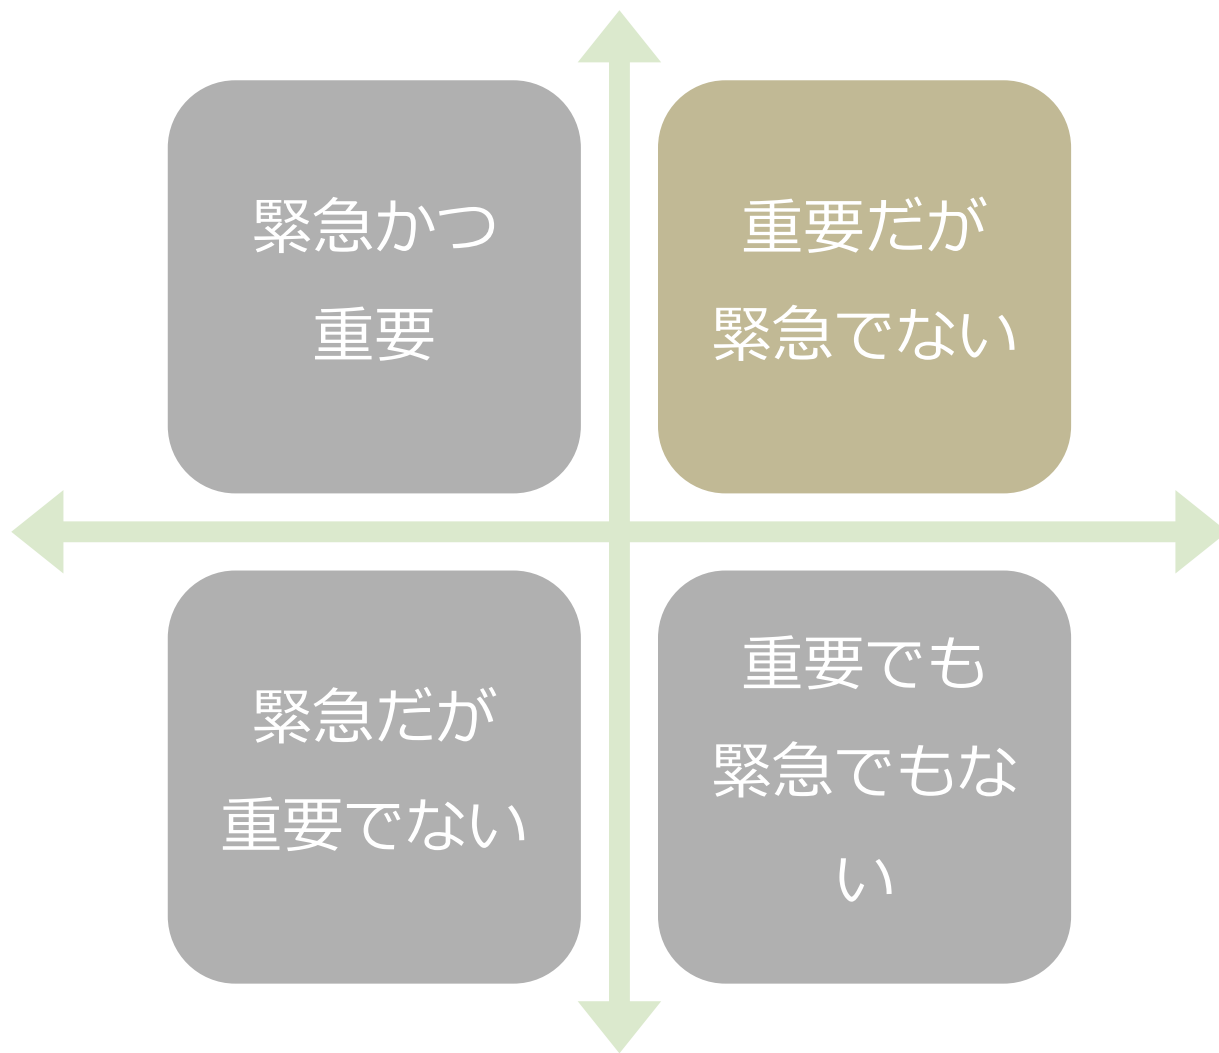 緊急かつ
重要
重要だが
緊急でない
緊急だが
重要でない
重要でも
緊急でもな
い